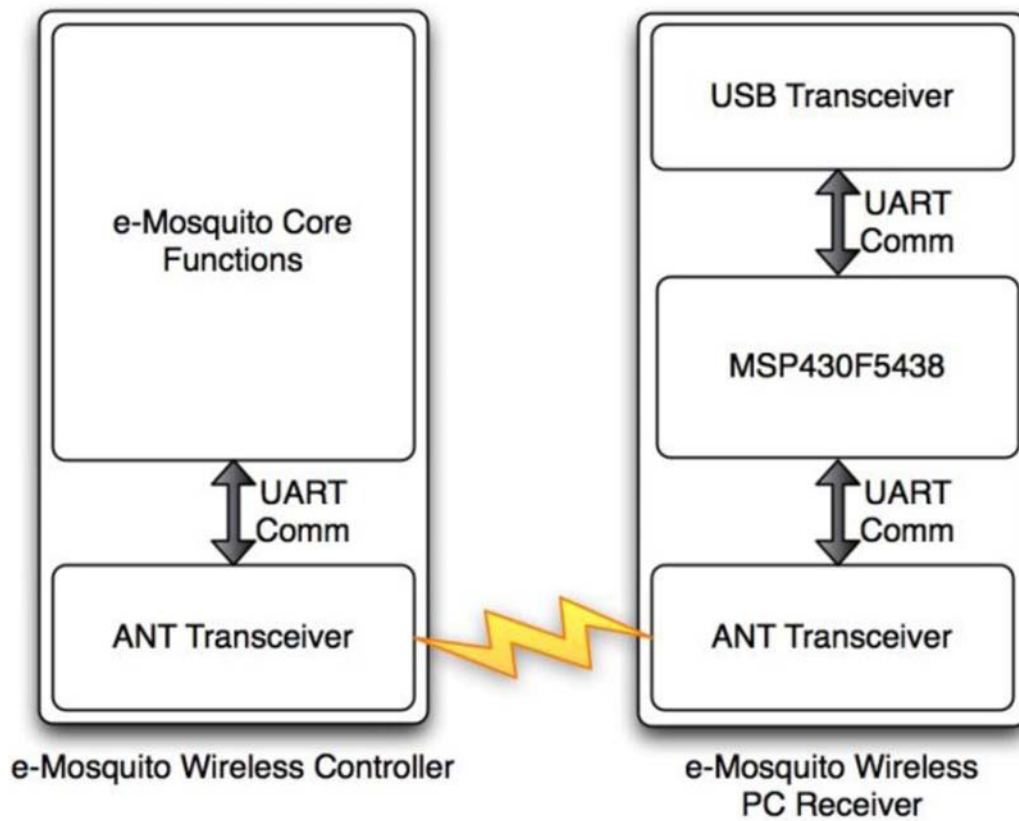 e-Mosquito Core
Functions
UART
Comm
ANT Transceiver
e-Mosquito Wireless Controller
USB Transceiver
UART
Comm
MSP430F5438
UART
Comm
ANT Transceiver
e-Mosquito Wireless
PC Receiver